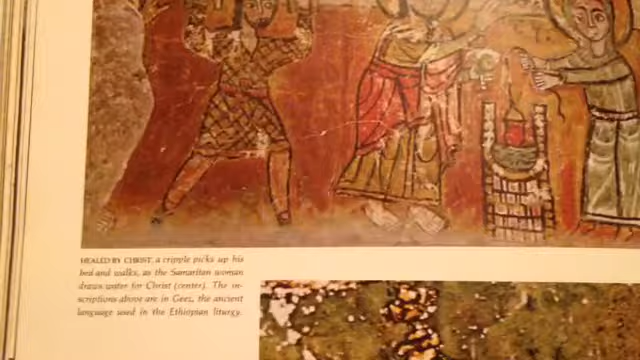 HEALED BY CHRIST, a cripple picks up his
bed and walks, as the Samaritan woman
draws water for Christ (center). The in-
scriptions above are in Geez, the ancient
language used in the Ethiopian liturgy.